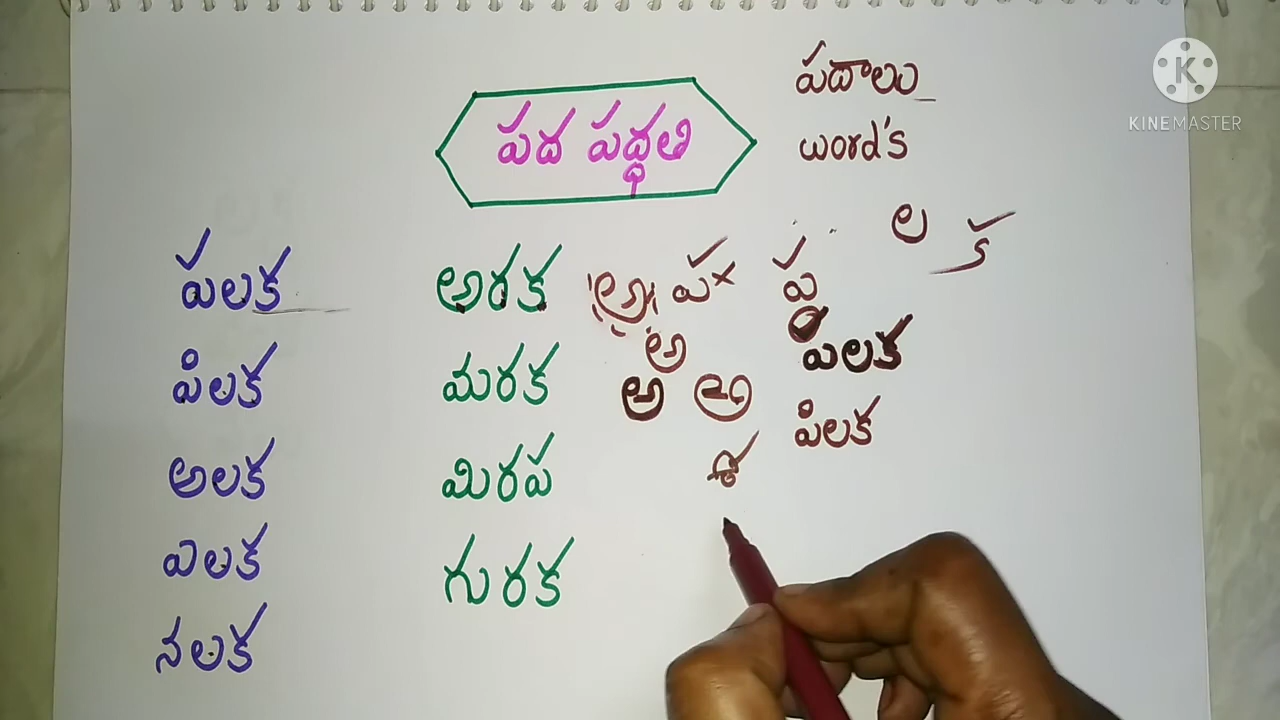 పదాలు
పద పద్ధతి
word's
ల క
పలక
అరక
అ ప ప
పిలక
మరక
అ
పలక
అ అ
అలక
మిరప
పిలక
ఎలక
గురక
నలక
KINEMASTER